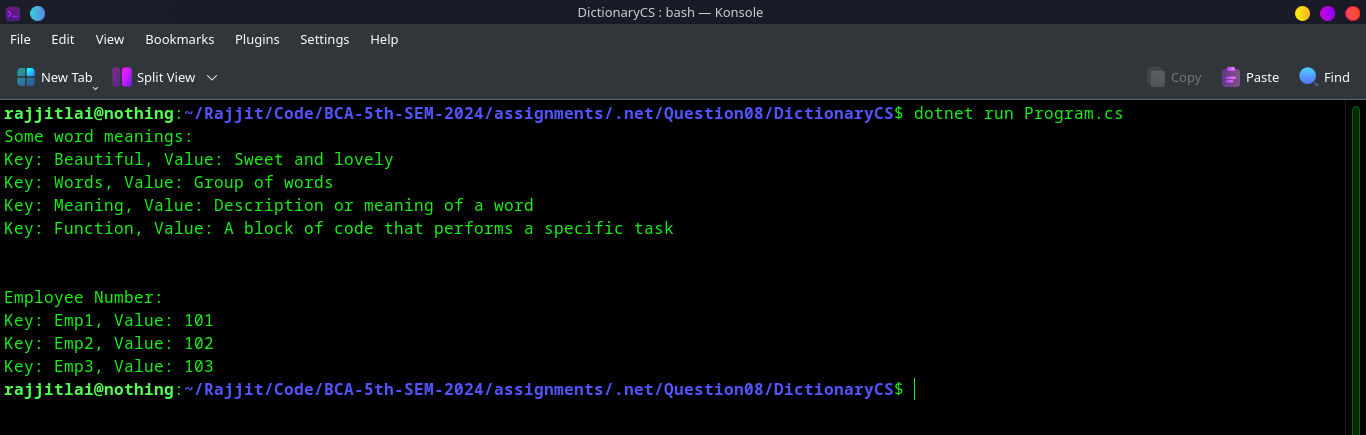 DictionaryCS : bash — Konsole
File Edit View Bookmarks Plugins Settings Help
New Tab Split View Copy Paste Find
rajjitlai@nothing:~/Rajjit/Code/BCA-5th-SEM-2024/assignments/.net/Question08/DictionaryCS$ dotnet run Program.cs
Some word meanings:
Key: Beautiful, Value: Sweet and lovely
Key: Words, Value: Group of words
Key: Meaning, Value: Description or meaning of a word
Key: Function, Value: A block of code that performs a specific task
Employee Number:
Key: Emp1, Value: 101
Key: Emp2, Value: 102
Key: Emp3, Value: 103
rajjitlai@nothing:~/Rajjit/Code/BCA-5th-SEM-2024/assignments/.net/Question08/DictionaryCS$